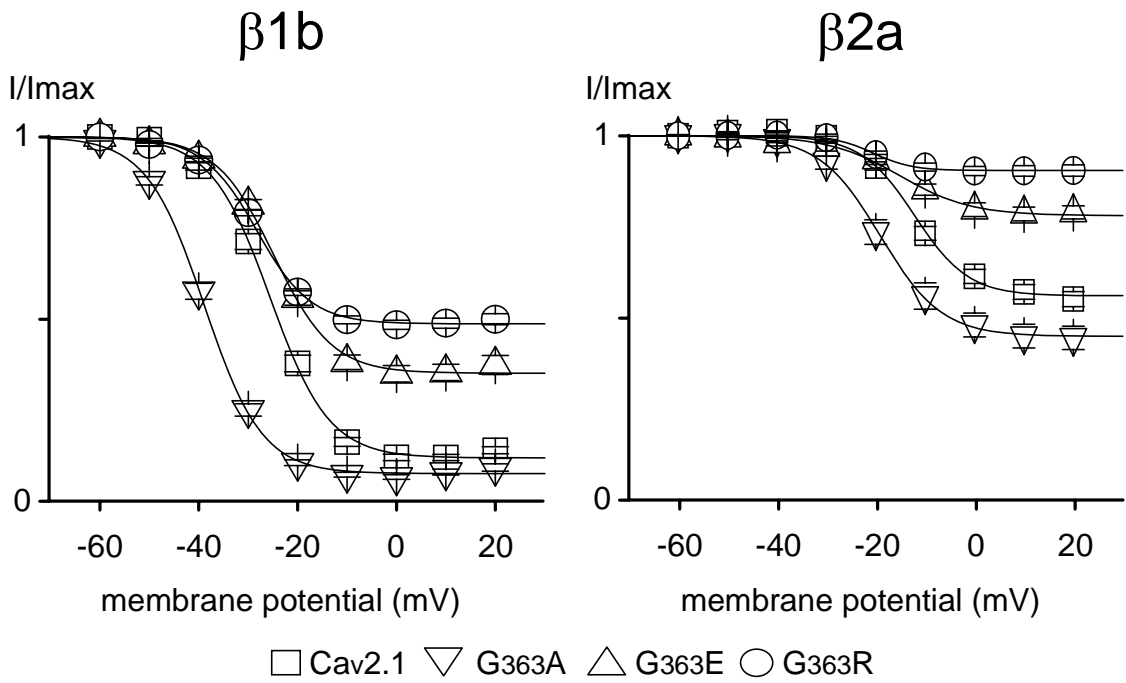 β1b
β2a
I/Imax
I/Imax
1
1
0
0
-60 -40 -20 0 20
-60 -40 -20 0 20
membrane potential (mV)
membrane potential (mV)
Cav2.1 G363A G363E G363R